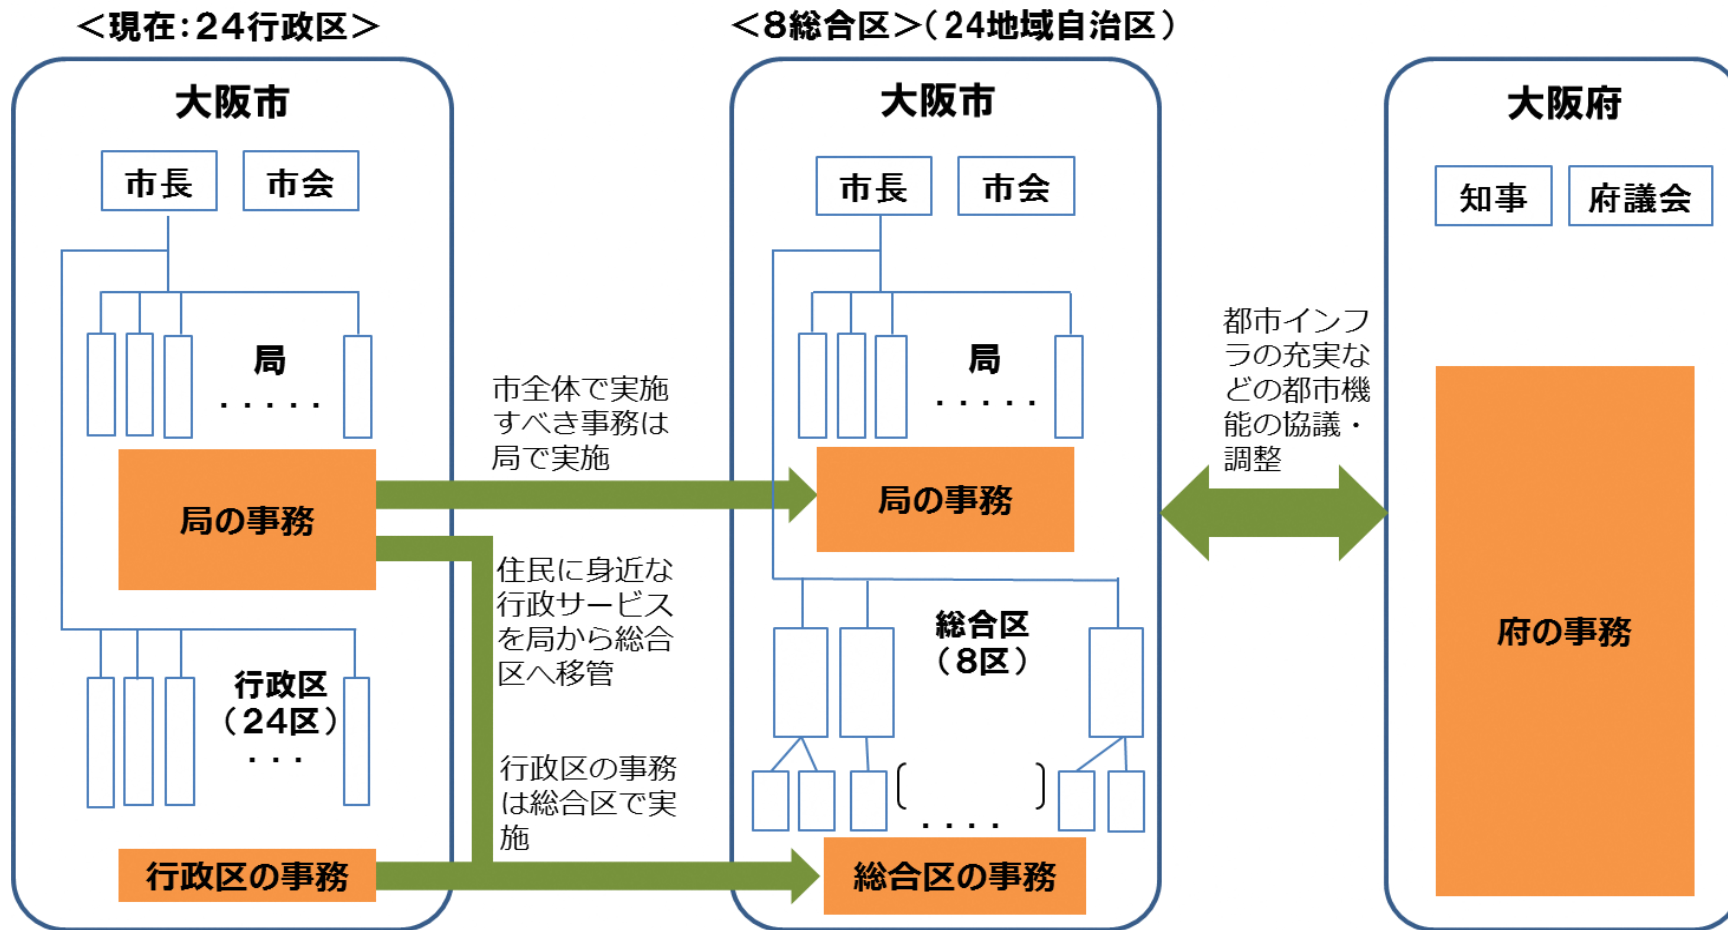 ＜現在：24行政区＞
大阪市
市長
市会
局
・・・・・
局の事務
行政区
（24区）
・・・
行政区の事務
市全体で実施
すべき事務は
局で実施
住民に身近な
行政サービス
を局から総合
区へ移管
行政区の事務
は総合区で実
施
＜8総合区＞（24地域自治区）
大阪市
市長
市会
局
・・・・・
局の事務
総合区
（8区）
・・・・
総合区の事務
都市インフ
ラの充実な
どの都市機
能の協議・
調整
大阪府
知事
府議会
府の事務